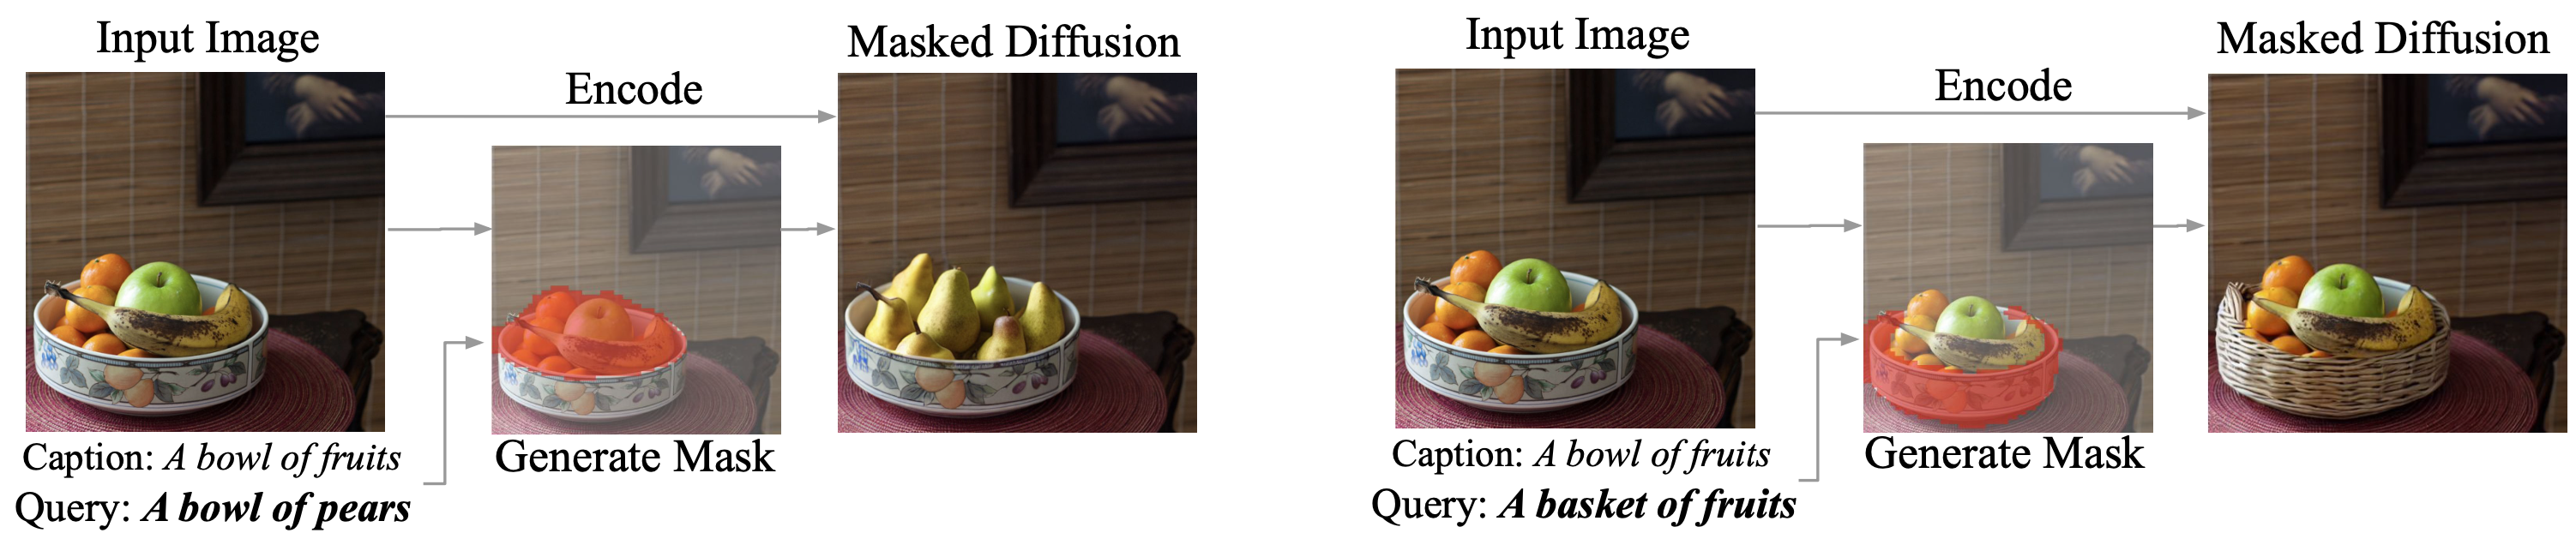 Input Image
Masked Diffusion
Encode
Generate Mask
Caption: A bowl of fruits
Query: A bowl of pears
Input Image
Masked Diffusion
Encode
Generate Mask
Caption: A bowl of fruits
Query: A basket of fruits